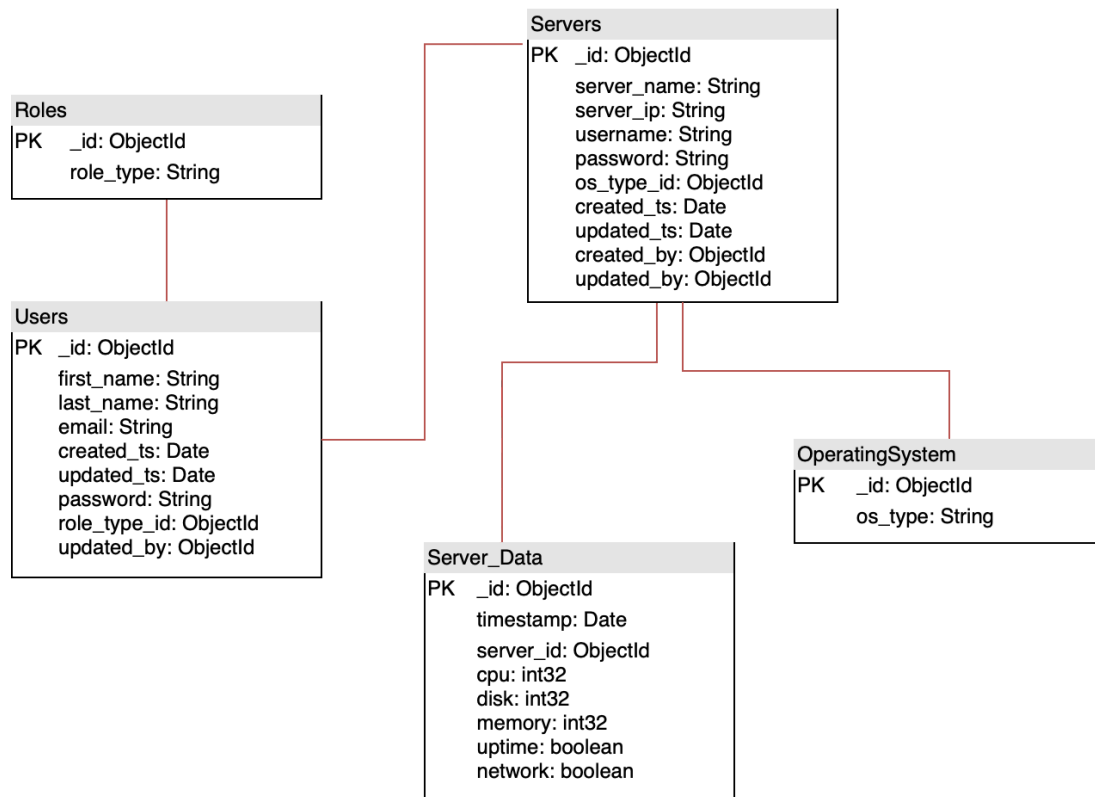 Servers
PK _id: ObjectId
server_name: String
server_ip: String
username: String
password: String
os_type_id: ObjectId
created_ts: Date
updated_ts: Date
created_by: ObjectId
updated_by: ObjectId
Roles
PK _id: ObjectId
role_type: String
Users
PK _id: ObjectId
first_name: String
last_name: String
email: String
created_ts: Date
updated_ts: Date
password: String
role_type_id: ObjectId
updated_by: ObjectId
OperatingSystem
PK _id: ObjectId
os_type: String
Server_Data
PK _id: ObjectId
timestamp: Date
server_id: ObjectId
cpu: int32
disk: int32
memory: int32
uptime: boolean
network: boolean